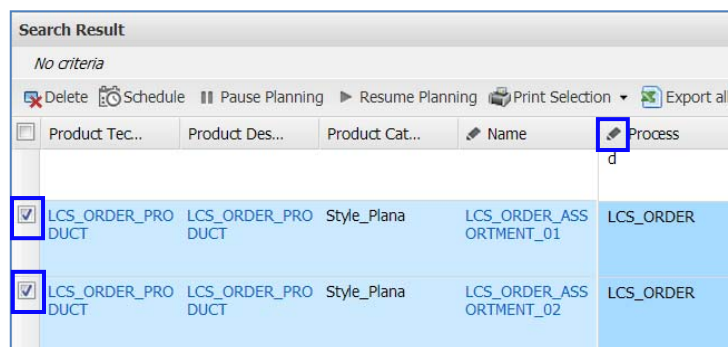 Search Result
No criteria
Delete Schedule Pause Planning Resume Planning Print Selection Export all
Product Tec... Product Des... Product Cat... Name Process
d
LCS_ORDER_PRO LCS_ORDER_PRO Style_Plana LCS_ORDER_ASS LCS_ORDER
DUCT DUCT ORTMENT_01
LCS_ORDER_PRO LCS_ORDER_PRO Style_Plana LCS_ORDER_ASS LCS_ORDER
DUCT DUCT ORTMENT_02